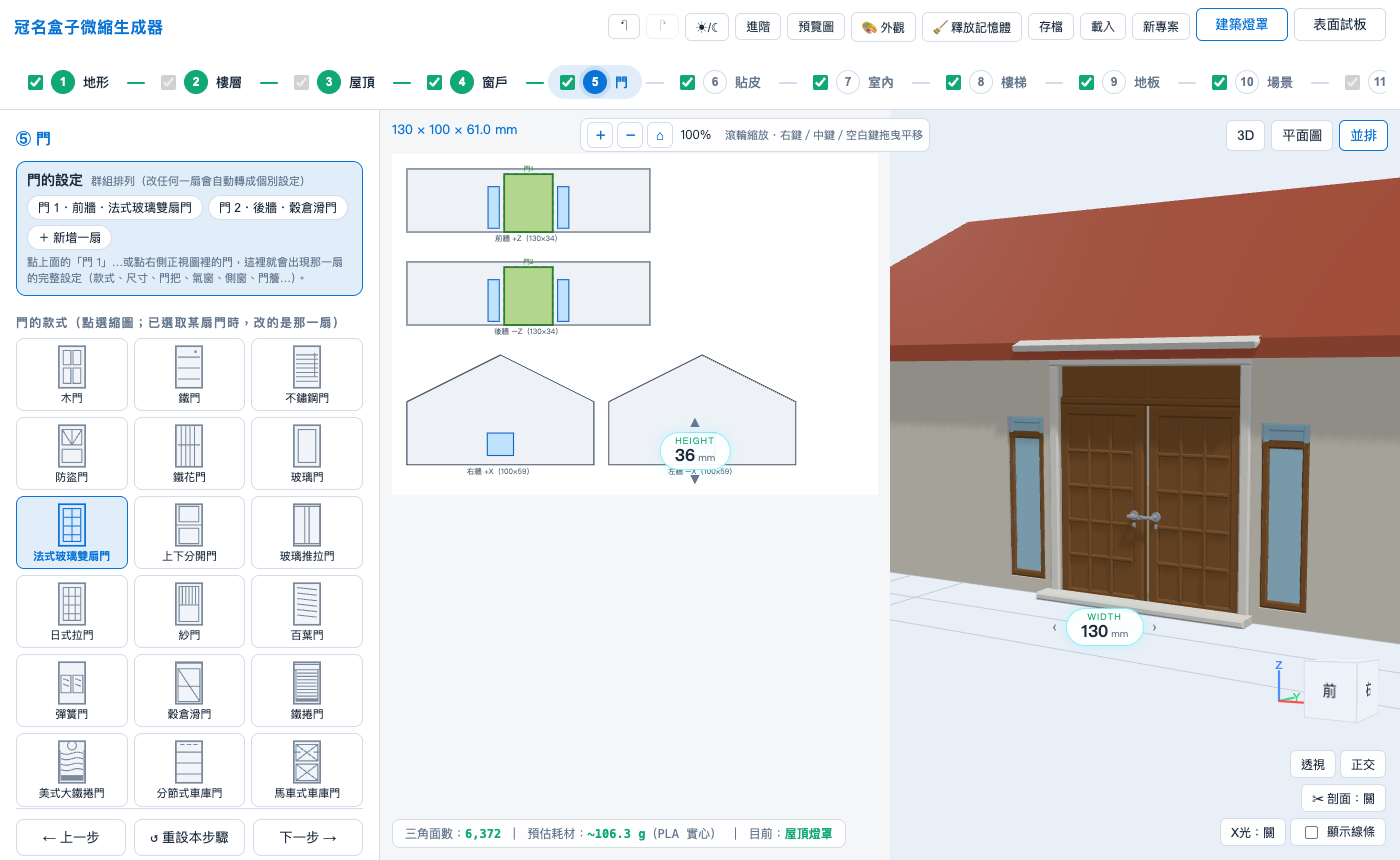 冠名盒子微縮生成器
☀/☾
進階
預覽圖
🎨 外觀
🧹 釋放記憶體
存檔
載入
新專案
建築燈罩
表面試板
1 地形
2 樓層
3 屋頂
4 窗戶
5 門
6 貼皮
7 室內
8 樓梯
9 地板
10 場景
11
⑤ 門
門的設定 群組排列（改任何一扇會自動轉成個別設定）
門 1・前牆・法式玻璃雙扇門
門 2・後牆・穀倉滑門
＋ 新增一扇
點上面的「門 1」…或點右側正視圖裡的門，這裡就會出現那一扇
的完整設定（款式、尺寸、門把、氣窗、側窗、門簷…）。
門的款式（點選縮圖；已選取某扇門時，改的是那一扇）
木門
鐵門
不鏽鋼門
防盜門
鐵花門
玻璃門
法式玻璃雙扇門
上下分開門
玻璃推拉門
日式拉門
紗門
百葉門
彈簧門
穀倉滑門
鐵捲門
美式大鐵捲門
分節式車庫門
馬車式車庫門
← 上一步
↺ 重設本步驟
下一步 →
130 × 100 × 61.0 mm
+
−
⌂
100%
滾輪縮放・右鍵 / 中鍵 / 空白鍵拖曳平移
門1
前牆 +Z（130×34）
門2
後牆 −Z（130×34）
右牆 +X（100×59）
左牆 −X（100×59）
HEIGHT
36 mm
三角面數：6,372 | 預估耗材：~106.3 g (PLA 實心) | 目前：屋頂燈罩
3D
平面圖
並排
WIDTH
130 mm
Z
Y
前
透視
正交
✂ 剖面：關
X光：關
顯示線條